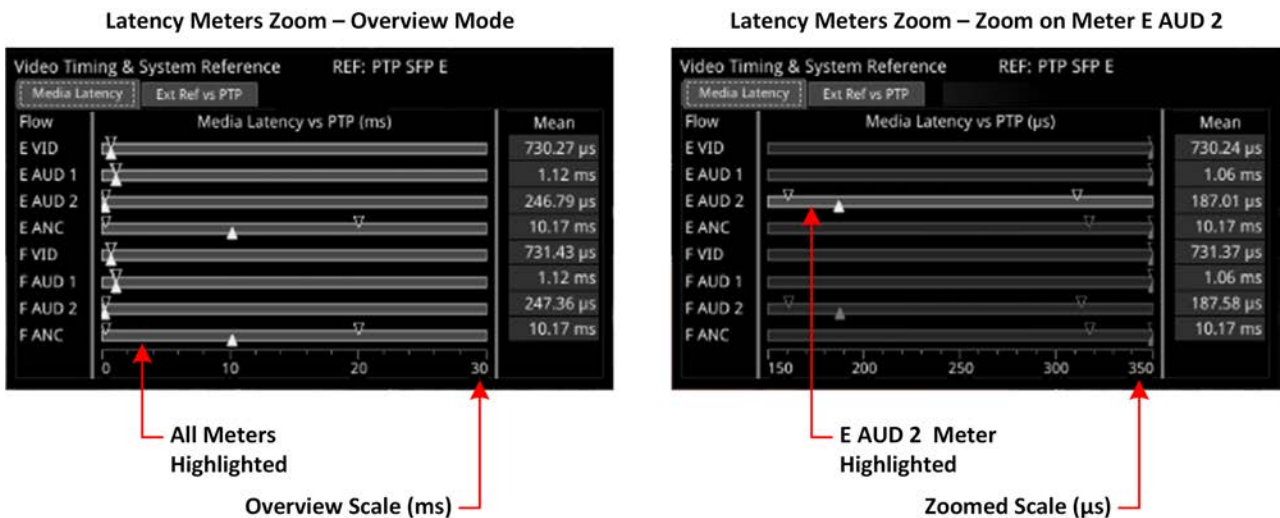 Latency Meters Zoom – Overview Mode
Video Timing & System Reference REF: PTP SFP E
Media Latency Ext Ref vs PTP
Flow Media Latency vs PTP (ms) Mean
E VID 730.27 µs
E AUD 1 1.12 ms
E AUD 2 246.79 µs
E ANC 10.17 ms
F VID 731.43 µs
F AUD 1 1.12 ms
F AUD 2 247.36 µs
F ANC 10.17 ms
0 10 20 30
All Meters
Highlighted
Overview Scale (ms)
Latency Meters Zoom – Zoom on Meter E AUD 2
Video Timing & System Reference REF: PTP SFP E
Media Latency Ext Ref vs PTP
Flow Media Latency vs PTP (µs) Mean
E VID 730.24 µs
E AUD 1 1.06 ms
E AUD 2 187.01 µs
E ANC 10.17 ms
F VID 731.37 µs
F AUD 1 1.06 ms
F AUD 2 187.58 µs
F ANC 10.17 ms
150 200 250 300 350
E AUD 2 Meter
Highlighted
Zoomed Scale (µs)